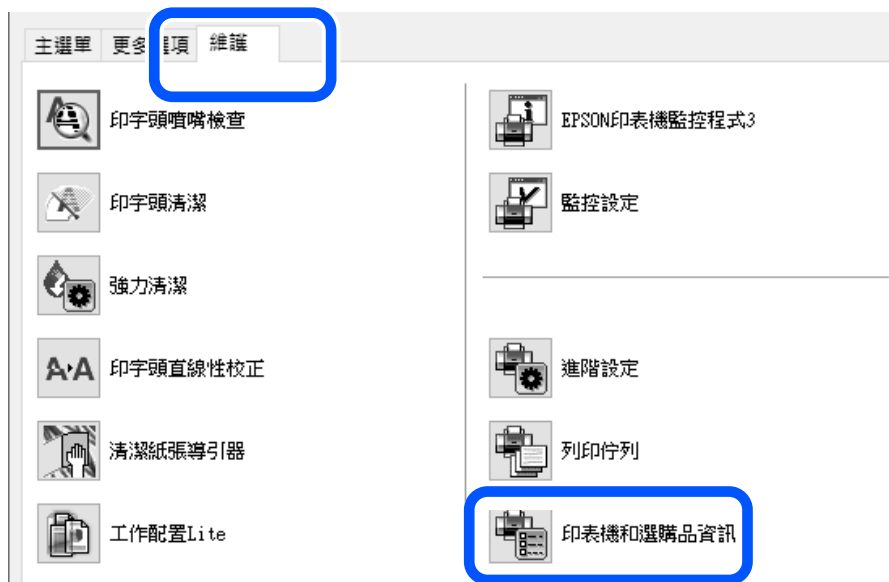 主選單 更多選項 維護
印字頭噴嘴檢查
印字頭清潔
強力清潔
印字頭直線性校正
清潔紙張導引器
工作配置Lite
EPSON印表機監控程式3
監控設定
進階設定
列印佇列
印表機和選購品資訊